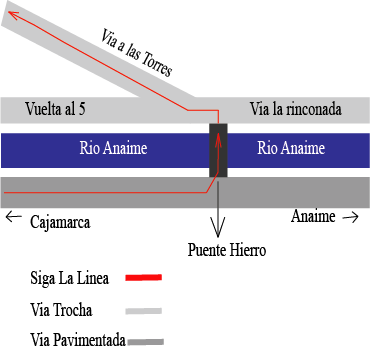 Via a las Torres
Vuelta al 5
Via la rinconada
Rio Anaime
Rio Anaime
Cajamarca
Anaime
Puente Hierro
Siga La Linea
Via Trocha
Via Pavimentada